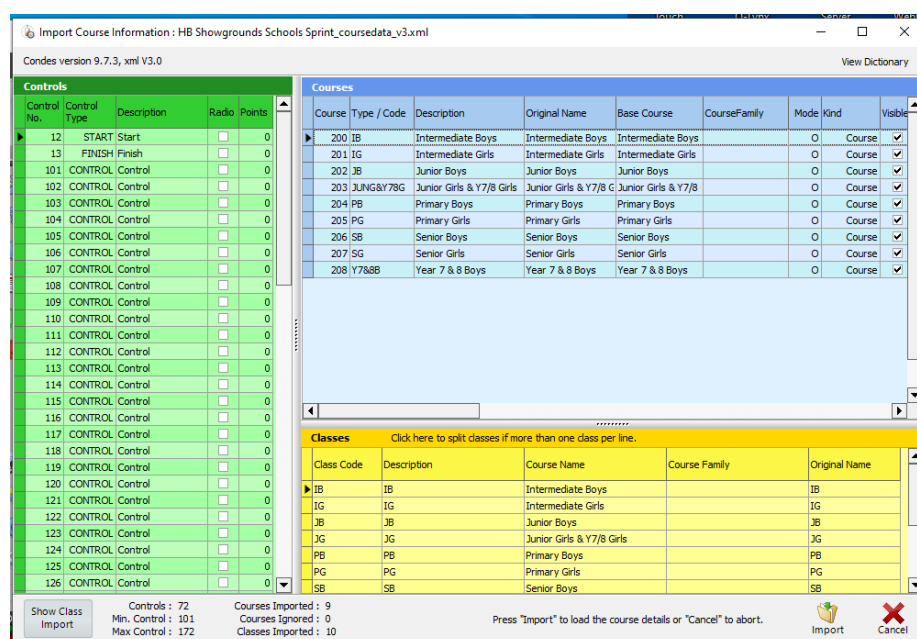 Import Course Information : HB Showgrounds Schools Sprint_coursedata_v3.xml
Condes version 9.7.3, xml V3.0 View Dictionary
Controls
Control No. Control Type Description Radio Points
12 START Start 0
13 FINISH Finish 0
101 CONTROL Control 0
102 CONTROL Control 0
103 CONTROL Control 0
104 CONTROL Control 0
105 CONTROL Control 0
106 CONTROL Control 0
107 CONTROL Control 0
108 CONTROL Control 0
109 CONTROL Control 0
110 CONTROL Control 0
111 CONTROL Control 0
112 CONTROL Control 0
113 CONTROL Control 0
114 CONTROL Control 0
115 CONTROL Control 0
116 CONTROL Control 0
117 CONTROL Control 0
118 CONTROL Control 0
119 CONTROL Control 0
120 CONTROL Control 0
121 CONTROL Control 0
122 CONTROL Control 0
123 CONTROL Control 0
124 CONTROL Control 0
125 CONTROL Control 0
126 CONTROL Control 0
Courses
Course Type / Code Description Original Name Base Course CourseFamily Mode Kind Visible
200 IB Intermediate Boys Intermediate Boys Intermediate Boys O Course
201 IG Intermediate Girls Intermediate Girls Intermediate Girls O Course
202 JB Junior Boys Junior Boys Junior Boys O Course
203 JUNG&Y78G Junior Girls & Y7/8 Girls Junior Girls & Y7/8 G Junior Girls & Y7/8 O Course
204 PB Primary Boys Primary Boys Primary Boys O Course
205 PG Primary Girls Primary Girls Primary Girls O Course
206 SB Senior Boys Senior Boys Senior Boys O Course
207 SG Senior Girls Senior Girls Senior Girls O Course
208 Y7&8B Year 7 & 8 Boys Year 7 & 8 Boys Year 7 & 8 Boys O Course
Classes Click here to split classes if more than one class per line.
Class Code Description Course Name Course Family Original Name
IB IB Intermediate Boys IB
IG IG Intermediate Girls IG
JB JB Junior Boys JB
JG JG Junior Girls & Y7/8 Girls JG
PB PB Primary Boys PB
PG PG Primary Girls PG
SB SB Senior Boys SB
Show Class Import
Controls : 72
Min. Control : 101
Max Control : 172
Courses Imported : 9
Courses Ignored : 0
Classes Imported : 10
Press "Import" to load the course details or "Cancel" to abort.
Import
Cancel